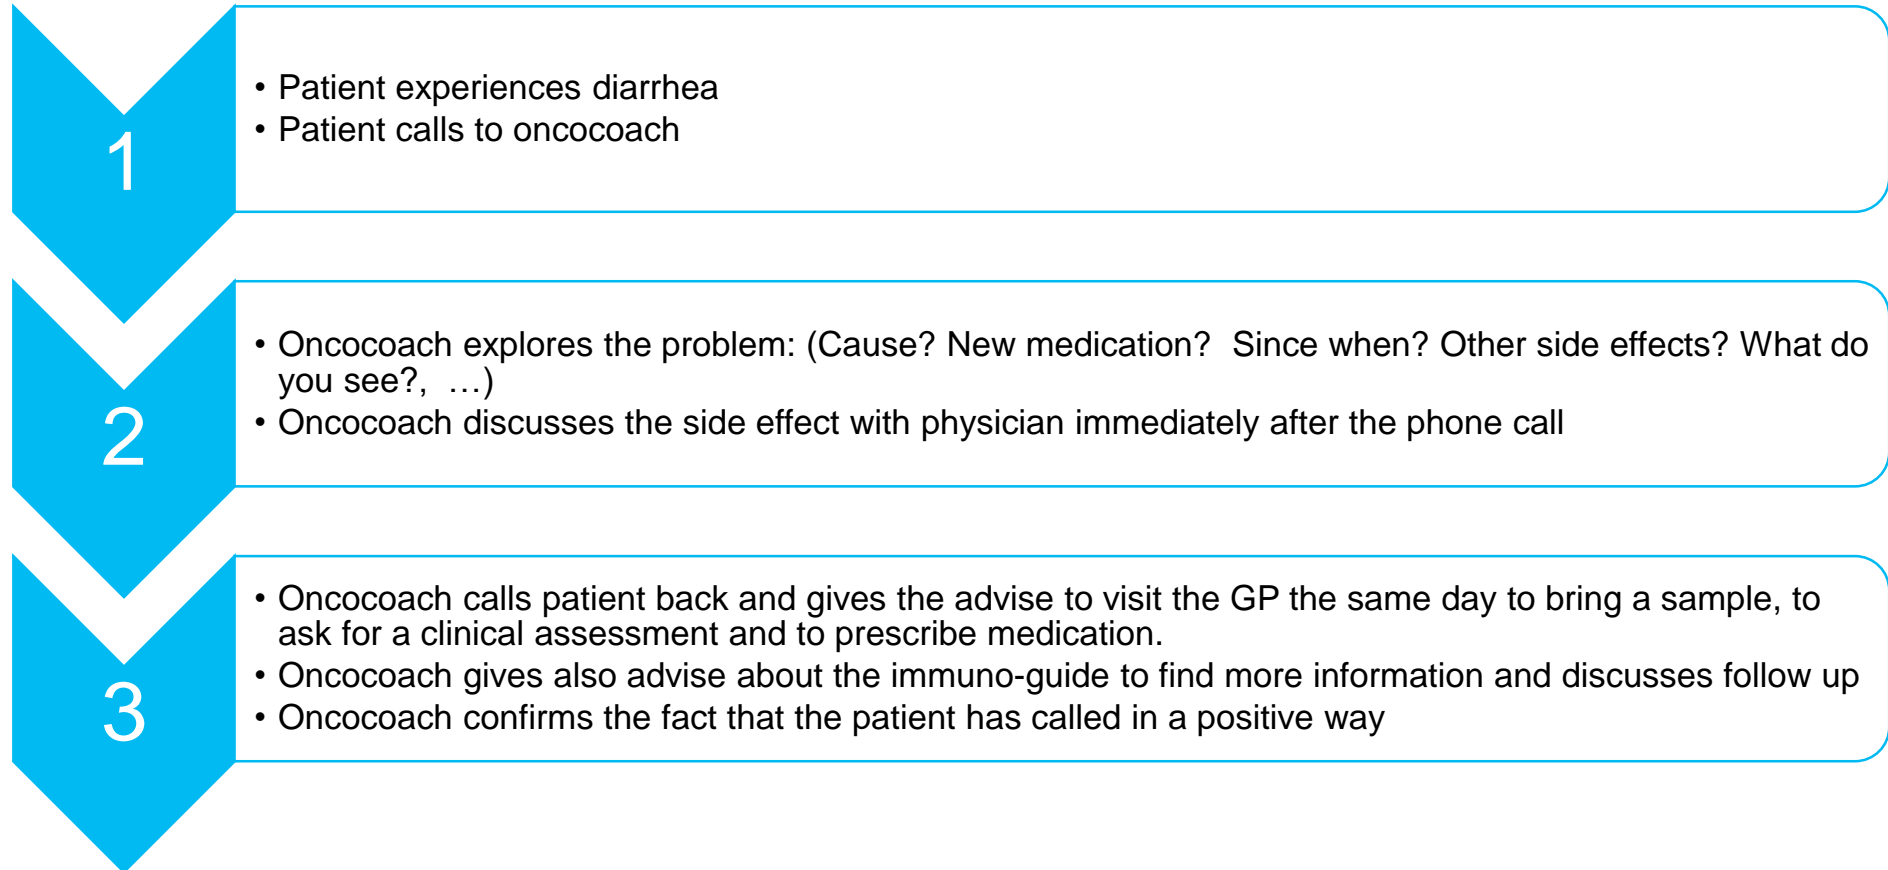 1
• Patient experiences diarrhea
• Patient calls to oncocoach
2
• Oncocoach explores the problem: (Cause? New medication?  Since when? Other side effects? What do
you see?,  …)
• Oncocoach discusses the side effect with physician immediately after the phone call
3
• Oncocoach calls patient back and gives the advise to visit the GP the same day to bring a sample, to
ask for a clinical assessment and to prescribe medication.
• Oncocoach gives also advise about the immuno-guide to find more information and discusses follow up
• Oncocoach confirms the fact that the patient has called in a positive way